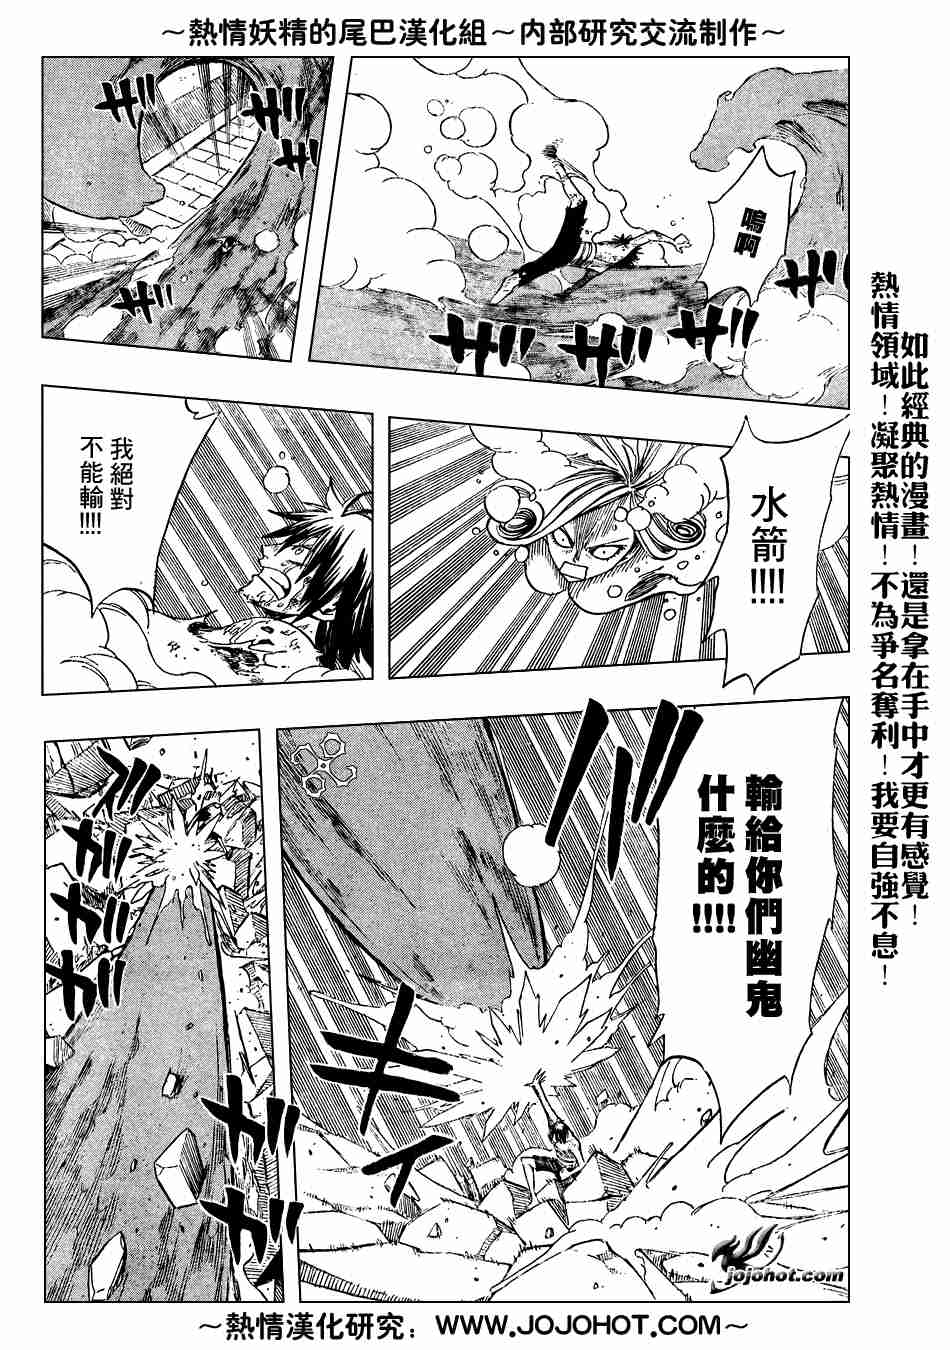 ～熱情妖精的尾巴漢化組～內部研究交流制作～
嗚啊
ゴボゴボ
ザザ
ザザ
ザザ
水箭!!!!
我絕對
不能輸!!!!
輸給你們幽鬼
什麼的!!!!
ガガガ
ガガガ
如此經典的漫畫！還是拿在手中才更有感覺！
熱情領域！凝聚熱情！不為爭名奪利！我要自強不息！
jojohot.com
～熱情漢化研究：WWW.JOJOHOT.COM～